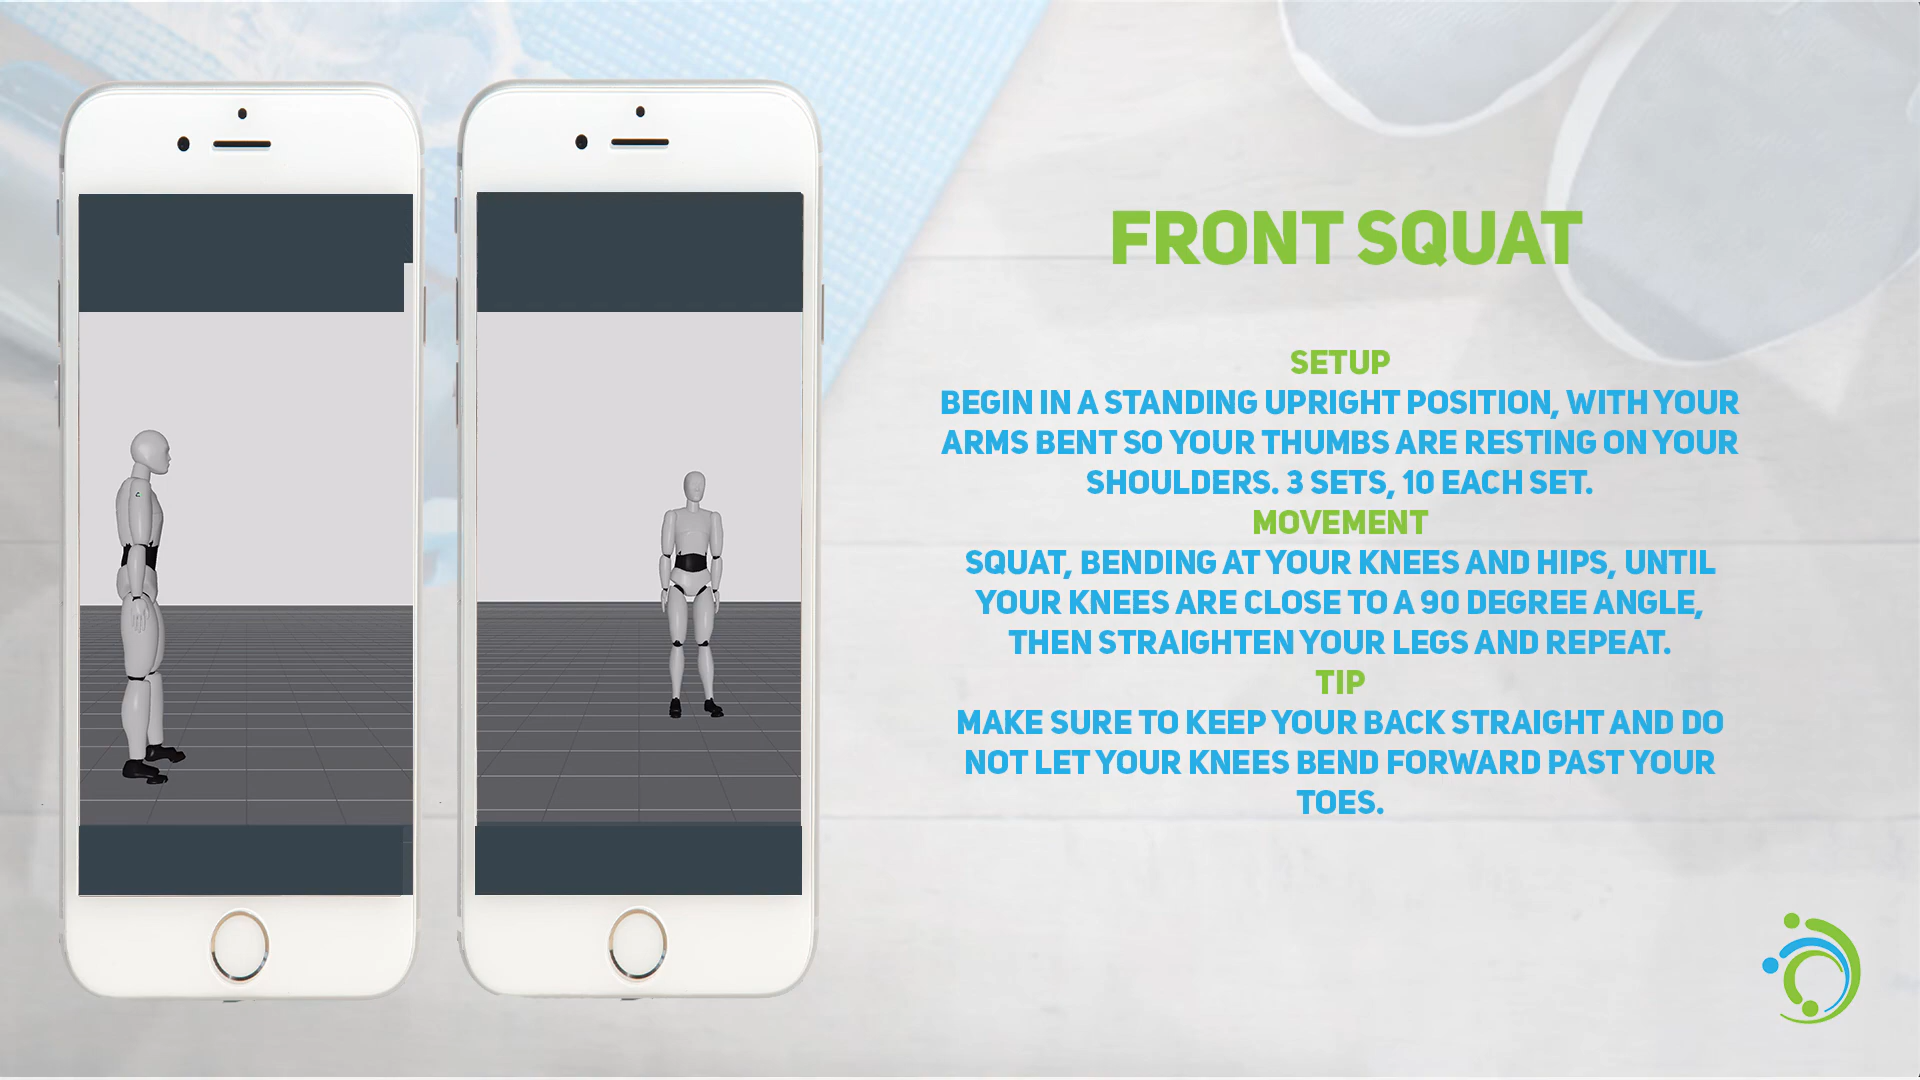 FRONT SQUAT
SETUP
BEGIN IN A STANDING UPRIGHT POSITION, WITH YOUR
ARMS BENT SO YOUR THUMBS ARE RESTING ON YOUR
SHOULDERS. 3 SETS, 10 EACH SET.
MOVEMENT
SQUAT, BENDING AT YOUR KNEES AND HIPS, UNTIL
YOUR KNEES ARE CLOSE TO A 90 DEGREE ANGLE,
THEN STRAIGHTEN YOUR LEGS AND REPEAT.
TIP
MAKE SURE TO KEEP YOUR BACK STRAIGHT AND DO
NOT LET YOUR KNEES BEND FORWARD PAST YOUR
TOES.